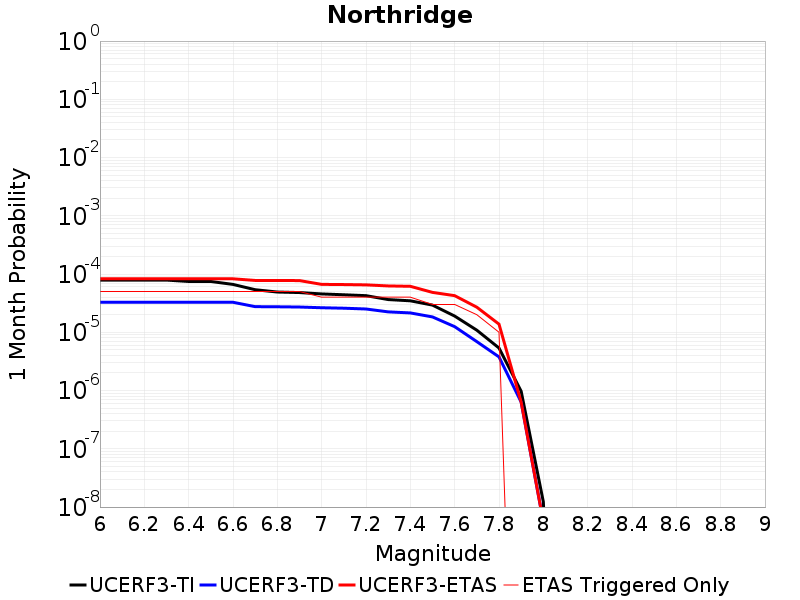 Northridge
1 Month Probability
10^0
10^-1
10^-2
10^-3
10^-4
10^-5
10^-6
10^-7
10^-8
6 6.2 6.4 6.6 6.8 7 7.2 7.4 7.6 7.8 8 8.2 8.4 8.6 8.8 9
Magnitude
UCERF3-TI UCERF3-TD UCERF3-ETAS ETAS Triggered Only